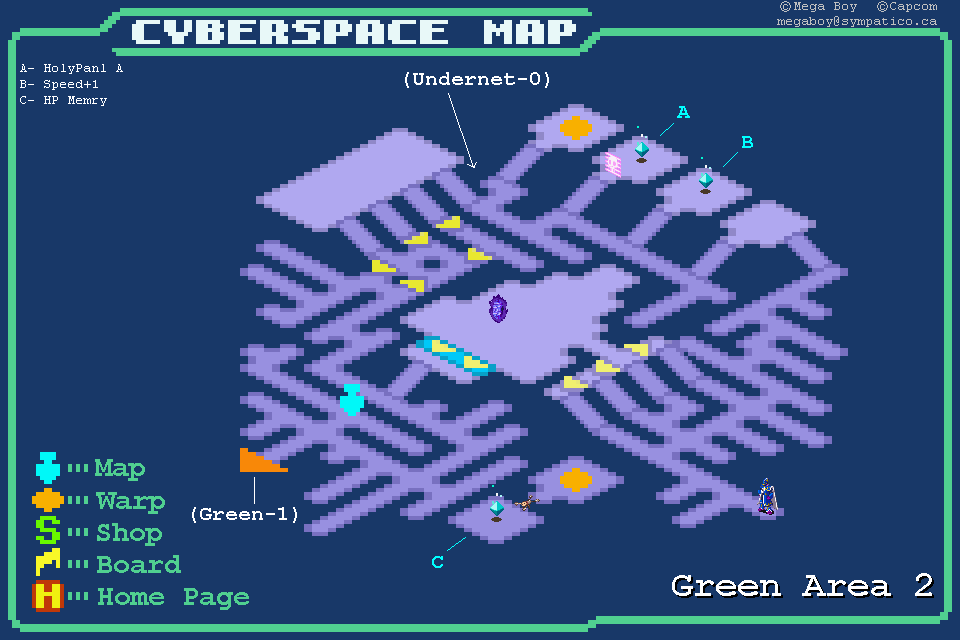 ©Mega Boy ©Capcom
megaboy@sympatico.ca
CYBERSPACE MAP
A- HolyPanl A
B- Speed+1
C- HP Memry
(Undernet-0)
A
B
Map
Warp
(Green-1)
S Shop
Board
C
H Home Page
Green Area 2